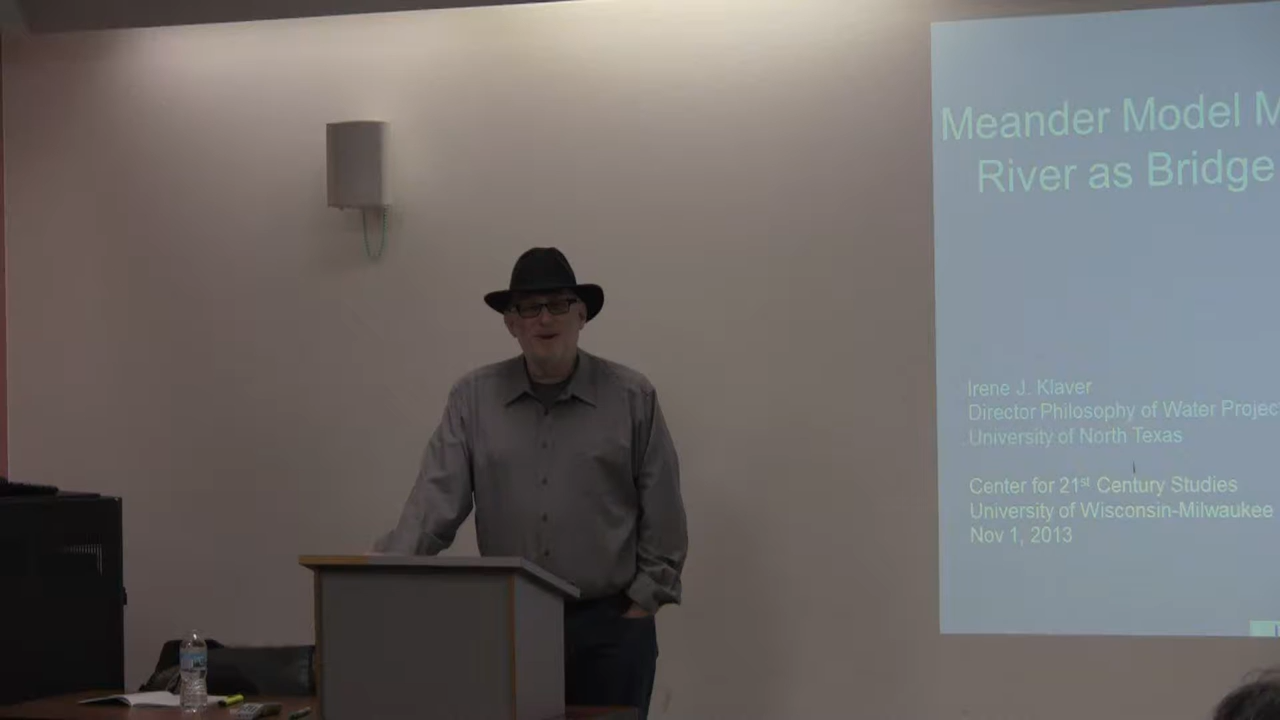 Meander Model M
River as Bridge
Irene J. Klaver
Director Philosophy of Water Projec
University of North Texas
Center for 21st Century Studies
University of Wisconsin-Milwaukee
Nov 1, 2013